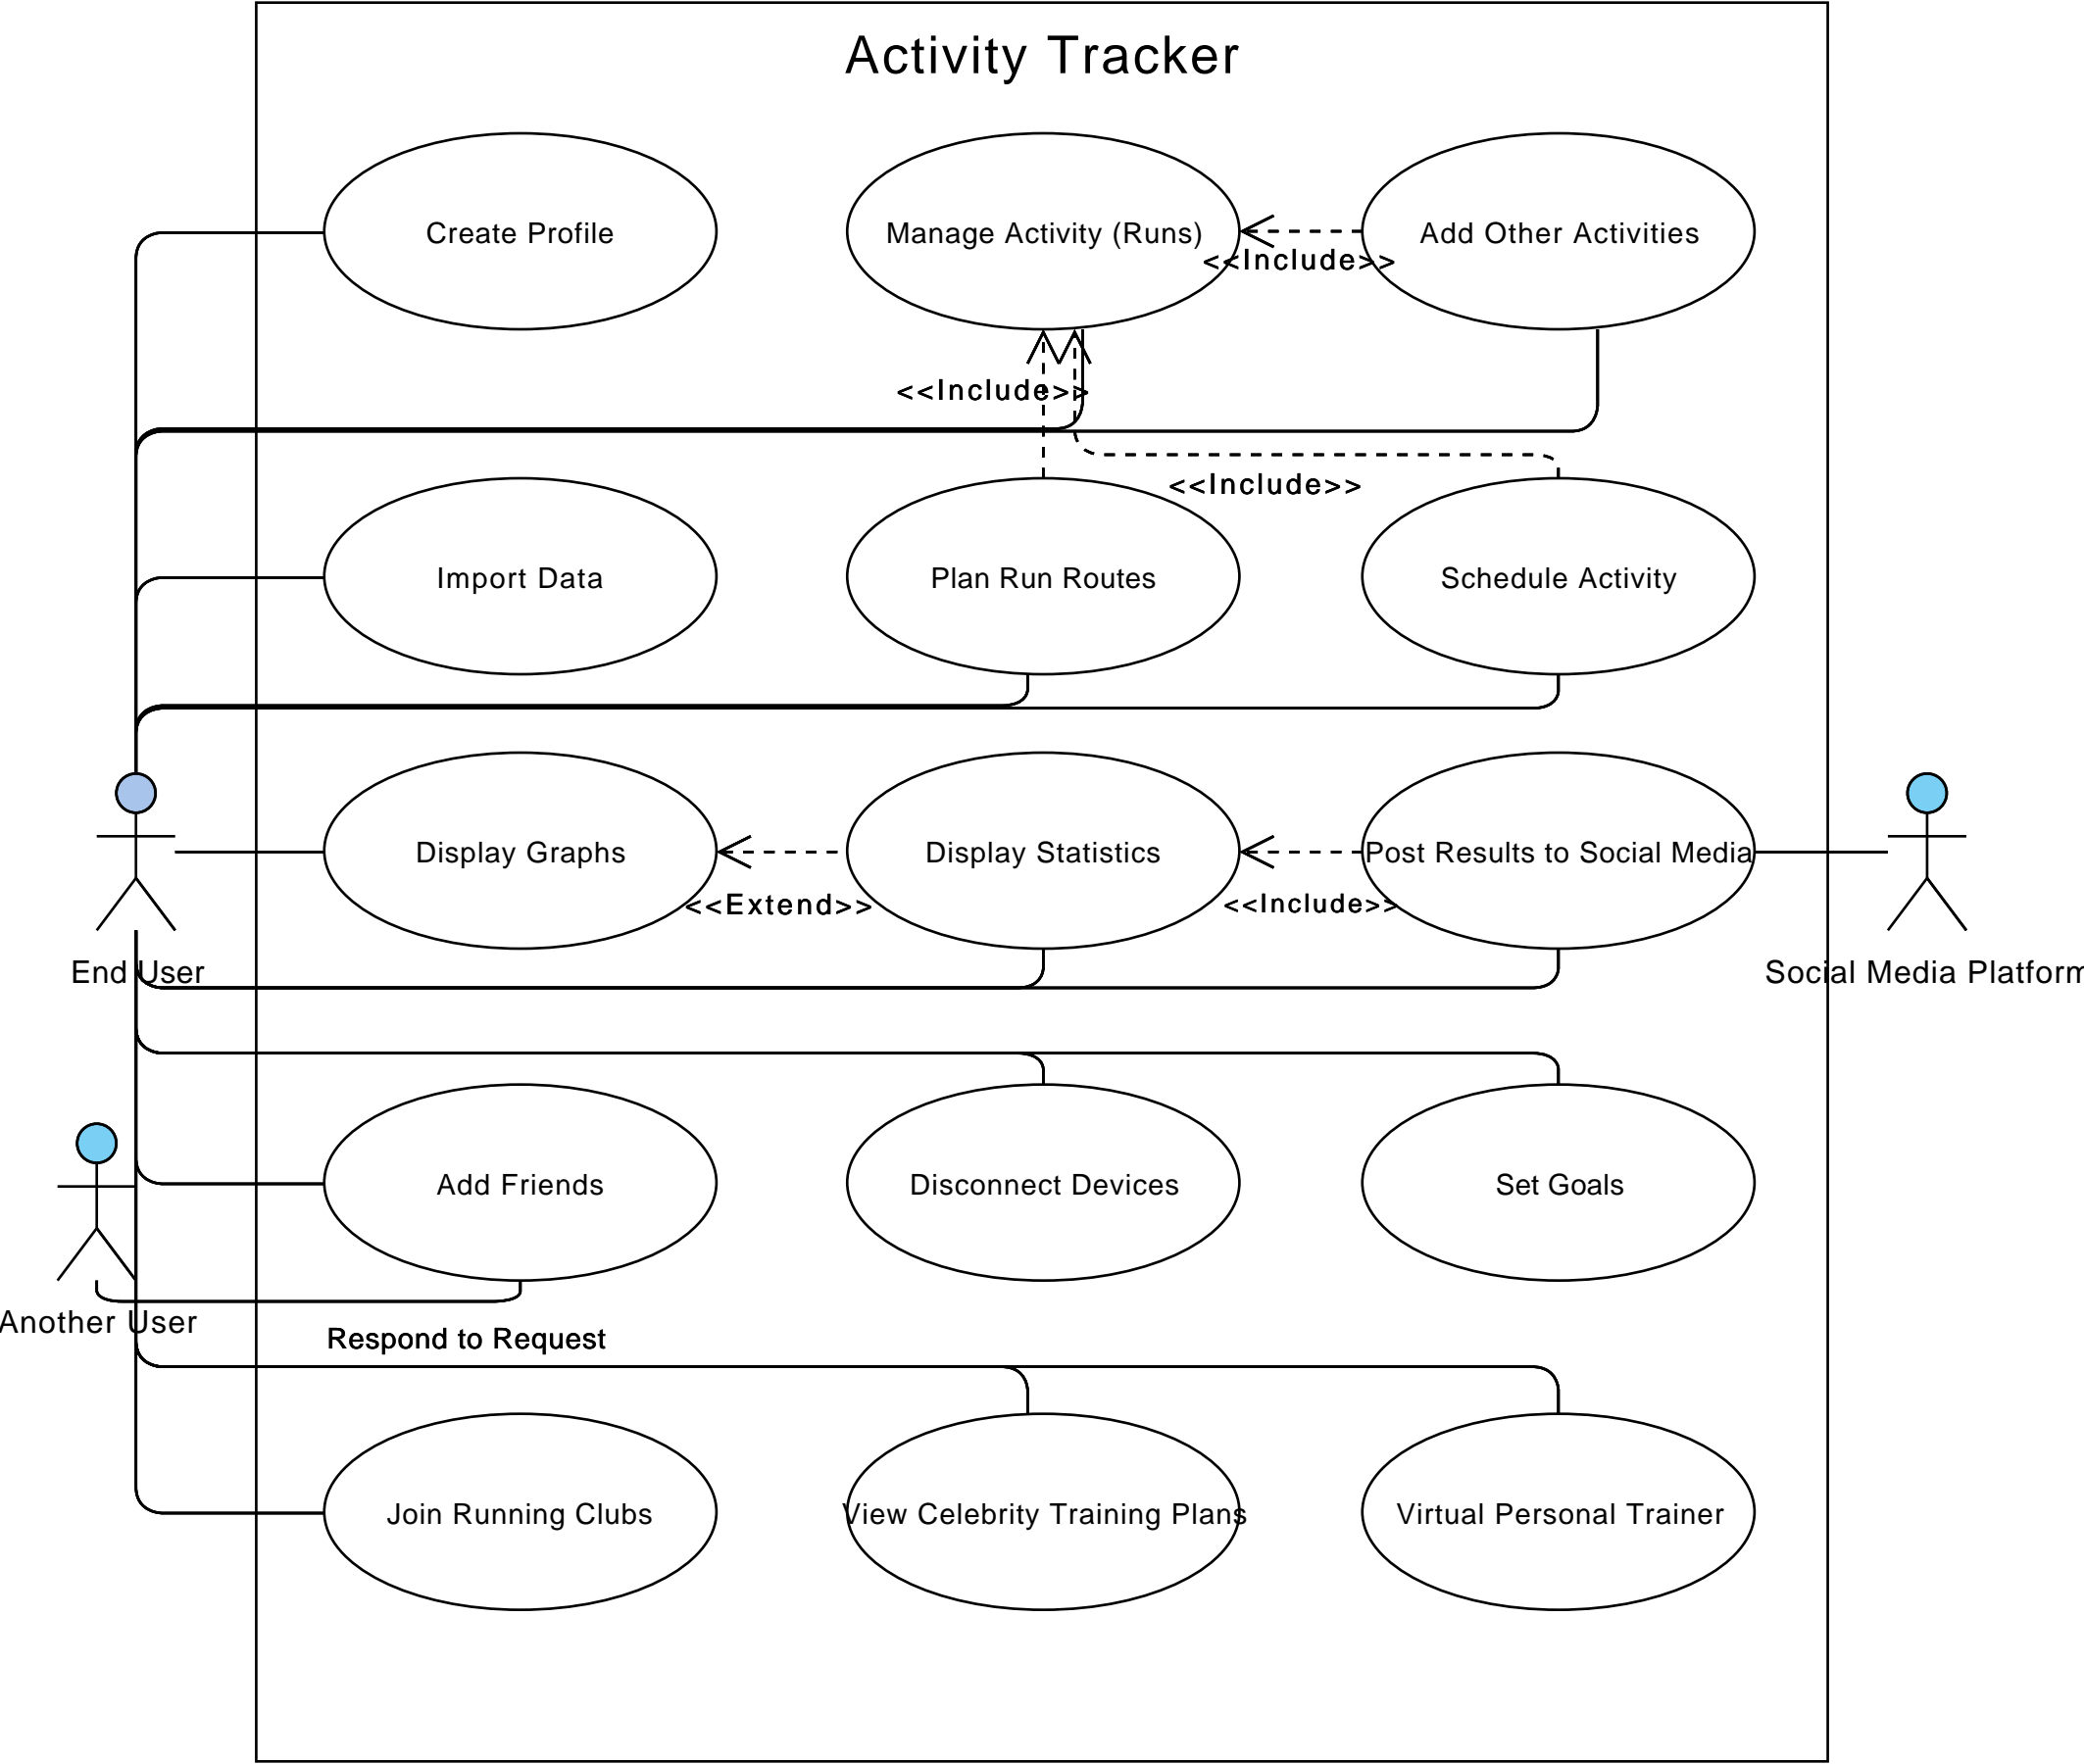 Activity Tracker
Create Profile
Manage Activity (Runs)
Add Other Activities
<<Include>>
<<Include>>
<<Include>>
Import Data
Plan Run Routes
Schedule Activity
Display Graphs
Display Statistics
Post Results to Social Media
<<Extend>>
<<Include>>
End User
Social Media Platform
Add Friends
Disconnect Devices
Set Goals
Another User
Respond to Request
Join Running Clubs
View Celebrity Training Plans
Virtual Personal Trainer